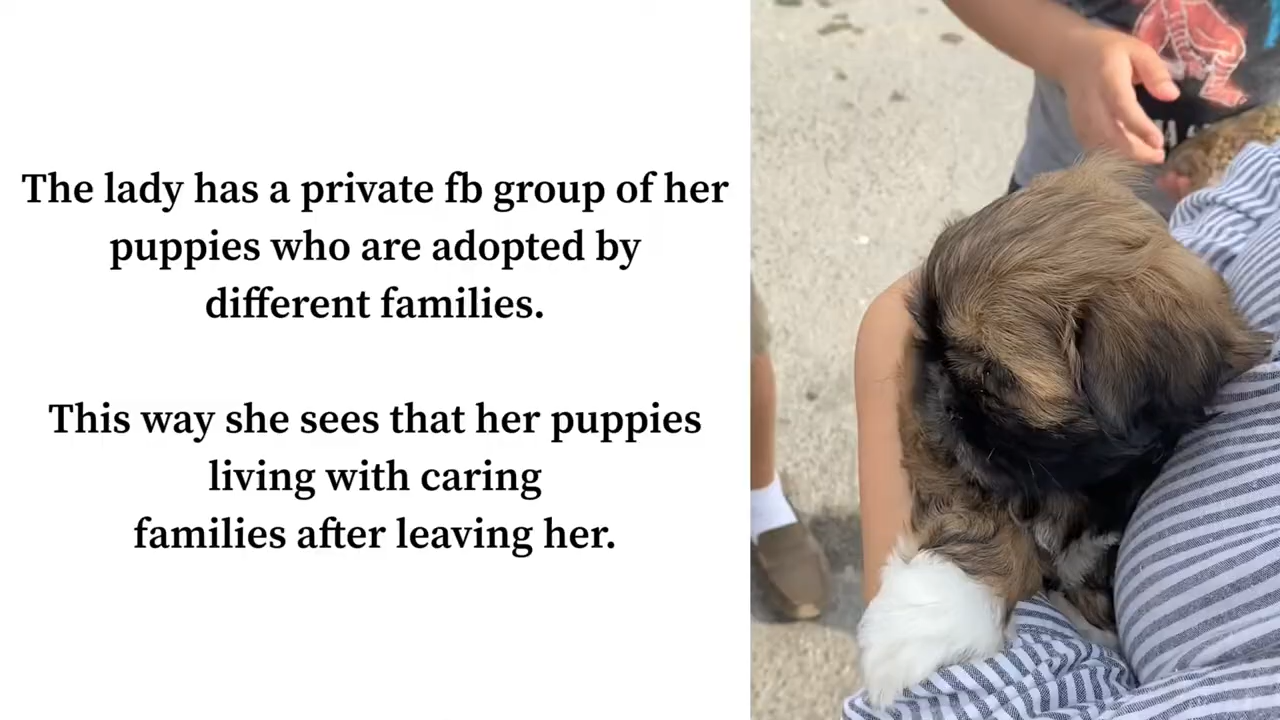 The lady has a private fb group of her
puppies who are adopted by
different families.
This way she sees that her puppies
living with caring
families after leaving her.